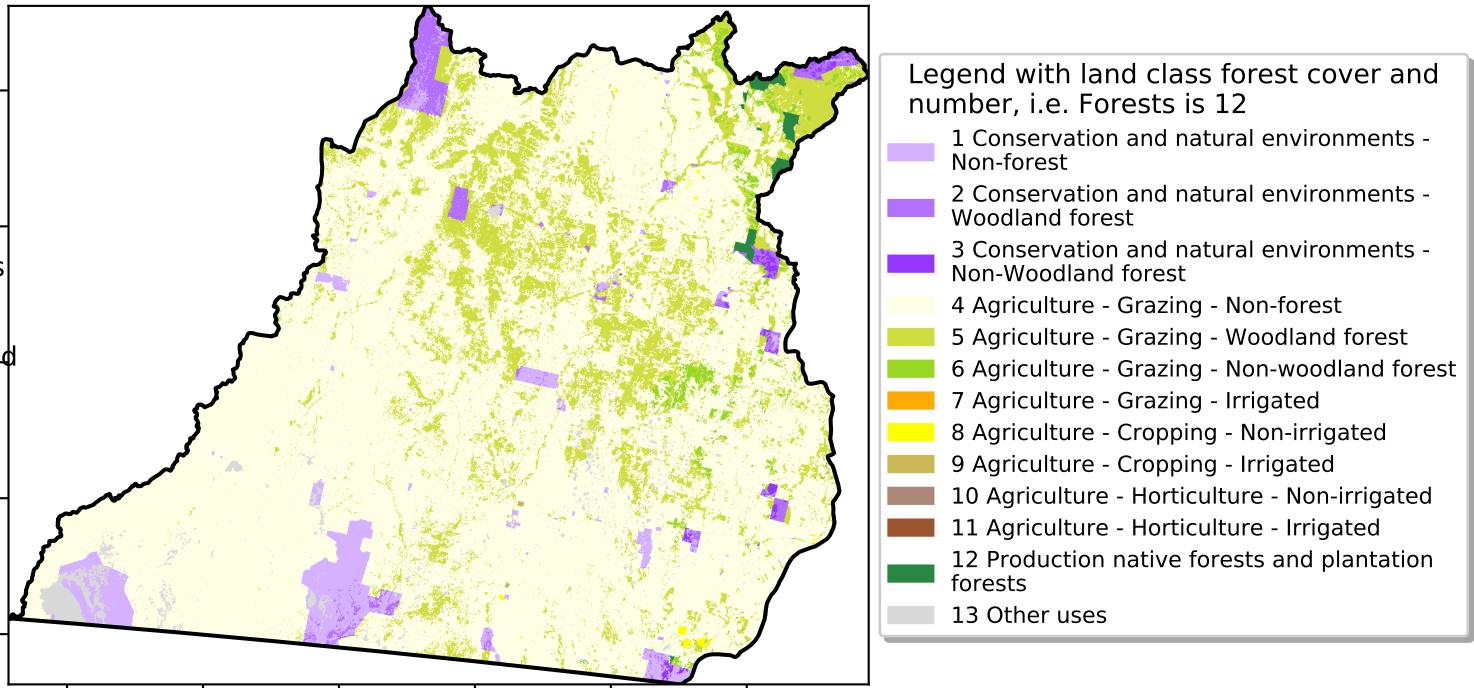 Legend with land class forest cover and
number, i.e. Forests is 12
1 Conservation and natural environments -
Non-forest
2 Conservation and natural environments -
Woodland forest
3 Conservation and natural environments -
Non-Woodland forest
4 Agriculture - Grazing - Non-forest
5 Agriculture - Grazing - Woodland forest
6 Agriculture - Grazing - Non-woodland forest
7 Agriculture - Grazing - Irrigated
8 Agriculture - Cropping - Non-irrigated
9 Agriculture - Cropping - Irrigated
10 Agriculture - Horticulture - Non-irrigated
11 Agriculture - Horticulture - Irrigated
12 Production native forests and plantation
forests
13 Other uses